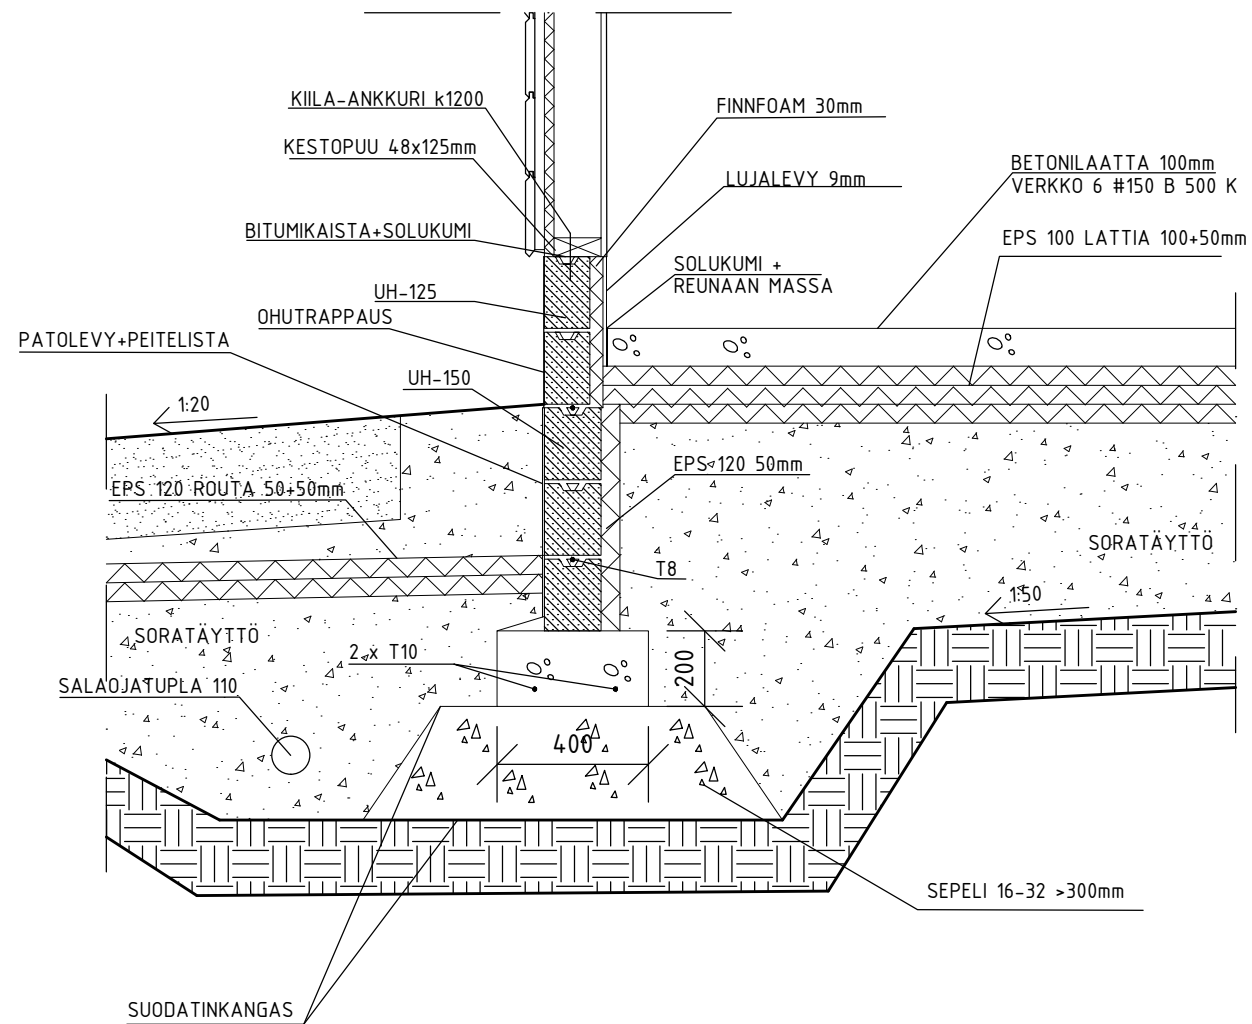 KIILA-ANKKURI k1200
FINNFOAM 30mm
KESTOPUU 48x125mm
BETONILAATTA 100mm
VERKKO 6 #150 B 500 K
LUJALEVY 9mm
BITUMIKAISTA+SOLUKUMI
EPS 100 LATTIA 100+50mm
SOLUKUMI +
REUNAAN MASSA
UH-125
OHUTRAPPAUS
PATOLEVY+PEITELISTA
UH-150
1:20
EPS 120 50mm
EPS 120 ROUTA 50+50mm
SORATÄYTTÖ
T8
1:50
SORATÄYTTÖ
2 x T10
200
SALAOJATUPLA 110
400
SEPELI 16-32 >300mm
SUODATINKANGAS